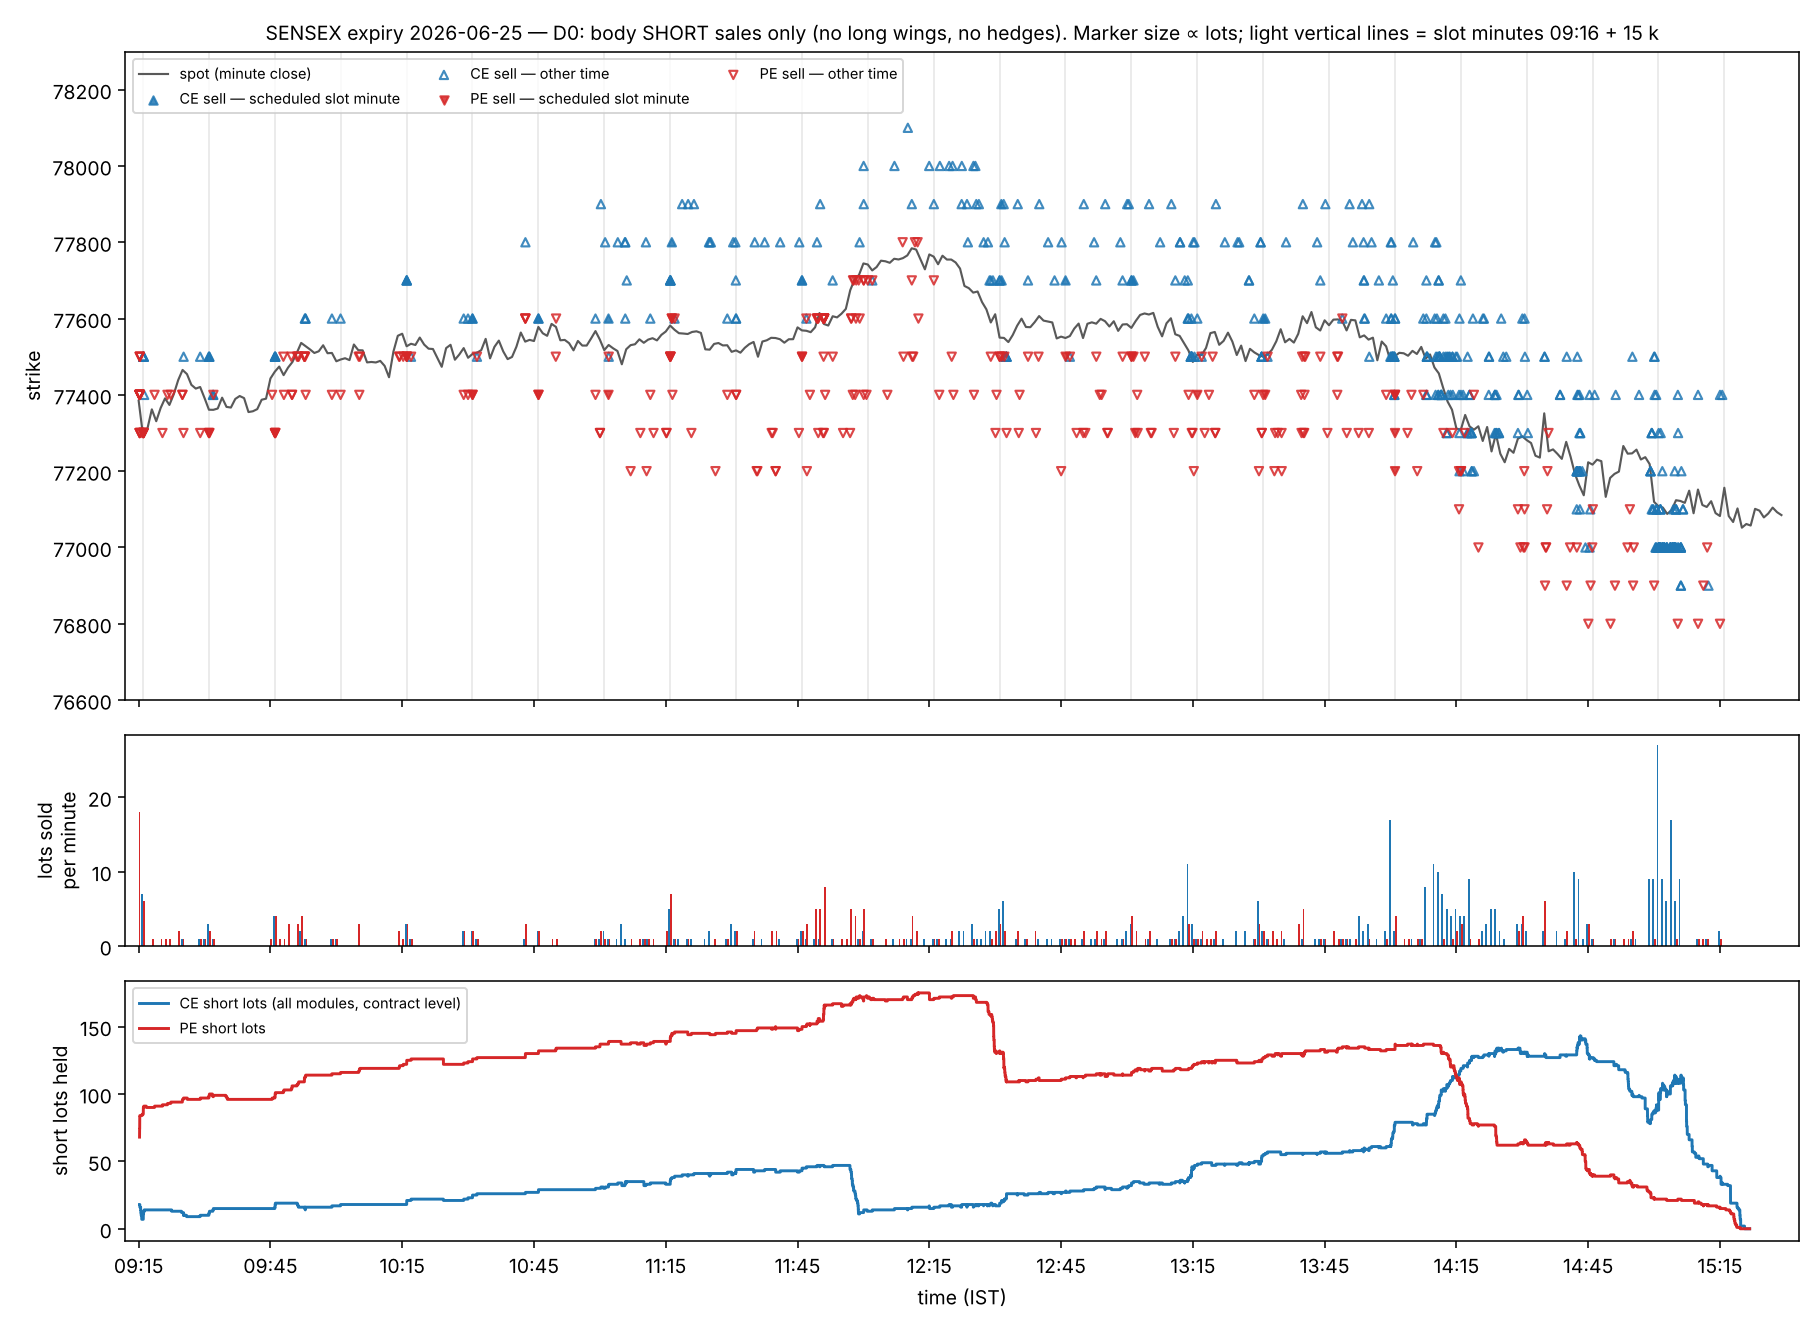 SENSEX expiry 2026-06-25 — D0: body SHORT sales only (no long wings, no hedges). Marker size ∝ lots; light vertical lines = slot minutes 09:16 + 15 k
spot (minute close)
CE sell — scheduled slot minute
CE sell — other time
PE sell — scheduled slot minute
PE sell — other time
strike
78200
78000
77800
77600
77400
77200
77000
76800
76600
lots sold
per minute
20
10
0
CE short lots (all modules, contract level)
PE short lots
short lots held
150
100
50
0
09:15 09:45 10:15 10:45 11:15 11:45 12:15 12:45 13:15 13:45 14:15 14:45 15:15
time (IST)